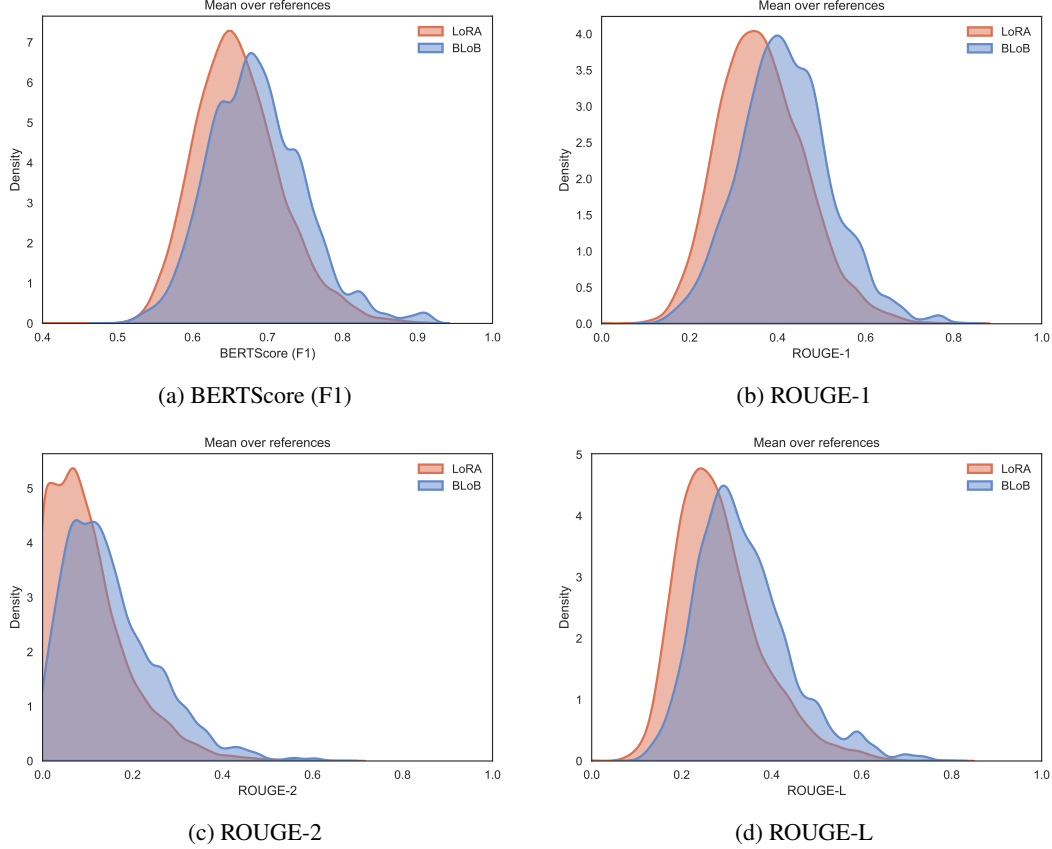 Mean over references
LoRA
BLoB
Density
7
6
5
4
3
2
1
0
0.4 0.5 0.6 0.7 0.8 0.9 1.0
BERTScore (F1)
(a) BERTScore (F1)
Mean over references
LoRA
BLoB
Density
4.0
3.5
3.0
2.5
2.0
1.5
1.0
0.5
0.0
0.0 0.2 0.4 0.6 0.8 1.0
ROUGE-1
(b) ROUGE-1
Mean over references
LoRA
BLoB
Density
5
4
3
2
1
0
0.0 0.2 0.4 0.6 0.8 1.0
ROUGE-2
(c) ROUGE-2
Mean over references
LoRA
BLoB
Density
5
4
3
2
1
0
0.0 0.2 0.4 0.6 0.8 1.0
ROUGE-L
(d) ROUGE-L